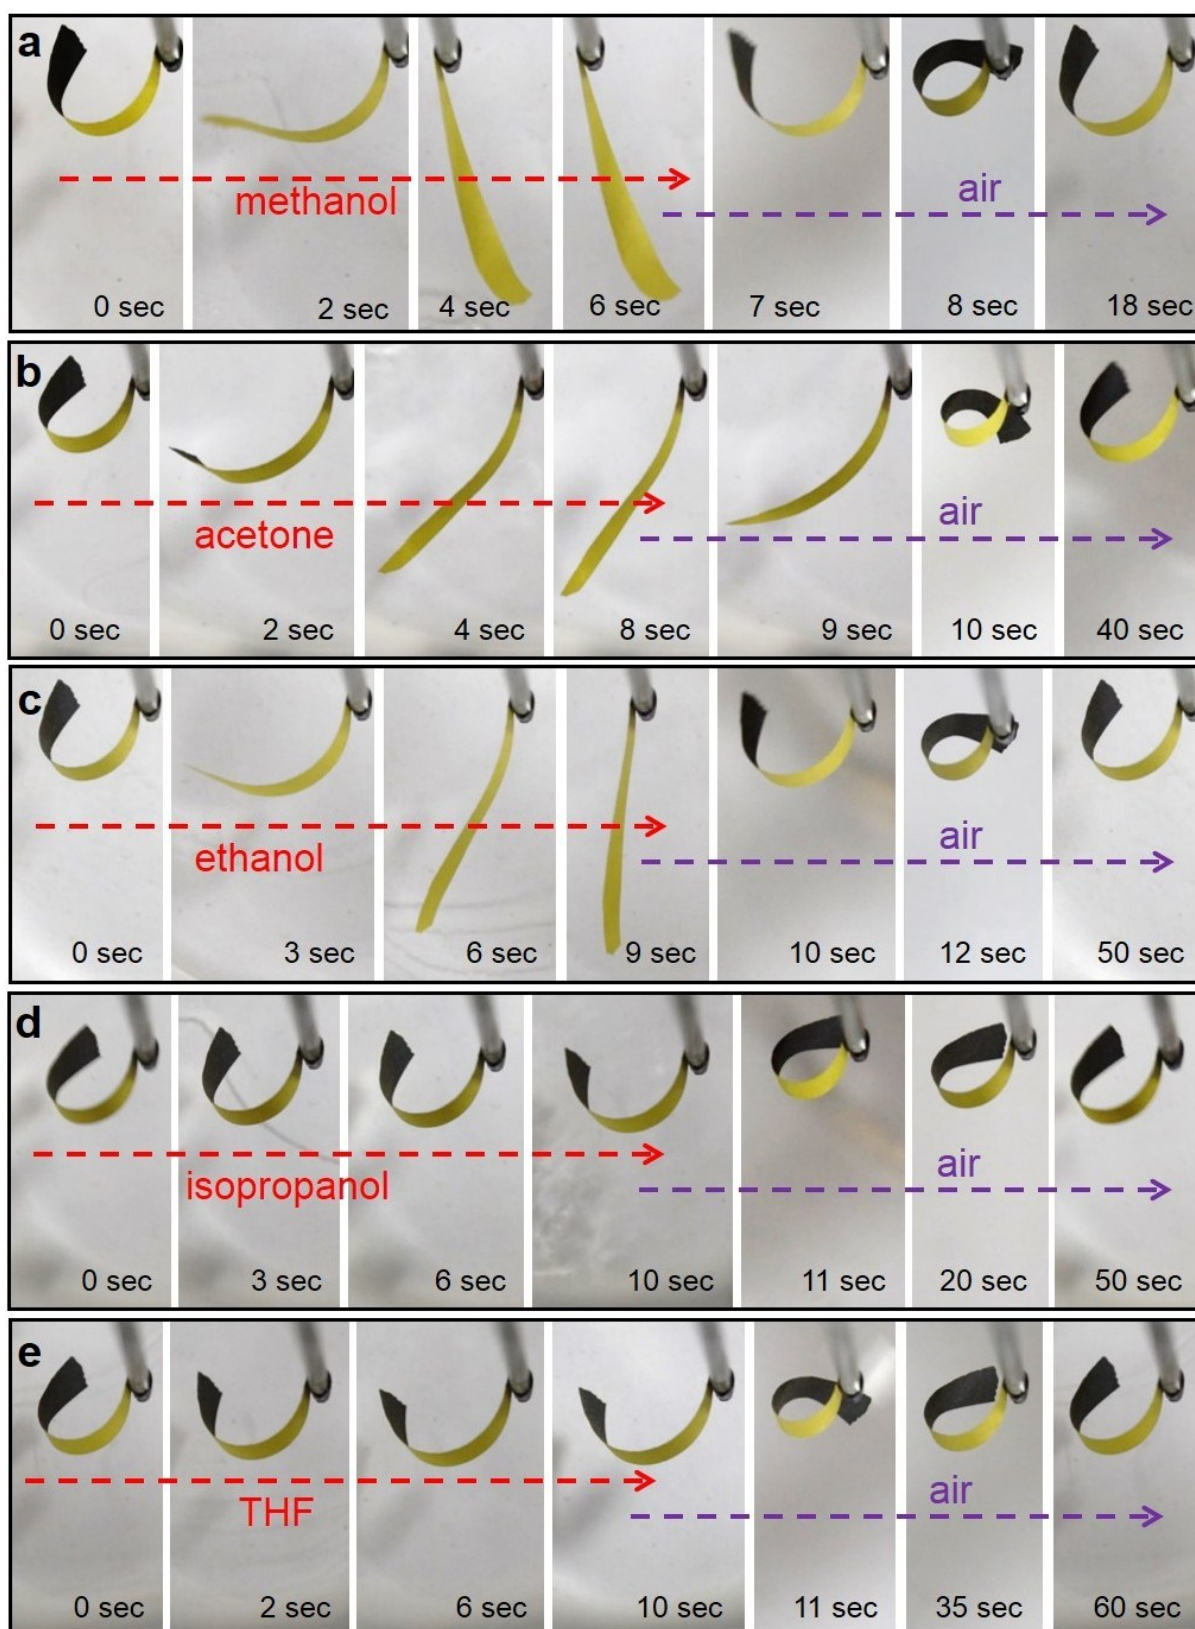 a
methanol
air
0 sec 2 sec 4 sec 6 sec 7 sec 8 sec 18 sec
b
acetone
air
0 sec 2 sec 4 sec 8 sec 9 sec 10 sec 40 sec
c
ethanol
air
0 sec 3 sec 6 sec 9 sec 10 sec 12 sec 50 sec
d
isopropanol
air
0 sec 3 sec 6 sec 10 sec 11 sec 20 sec 50 sec
e
THF
air
0 sec 2 sec 6 sec 10 sec 11 sec 35 sec 60 sec